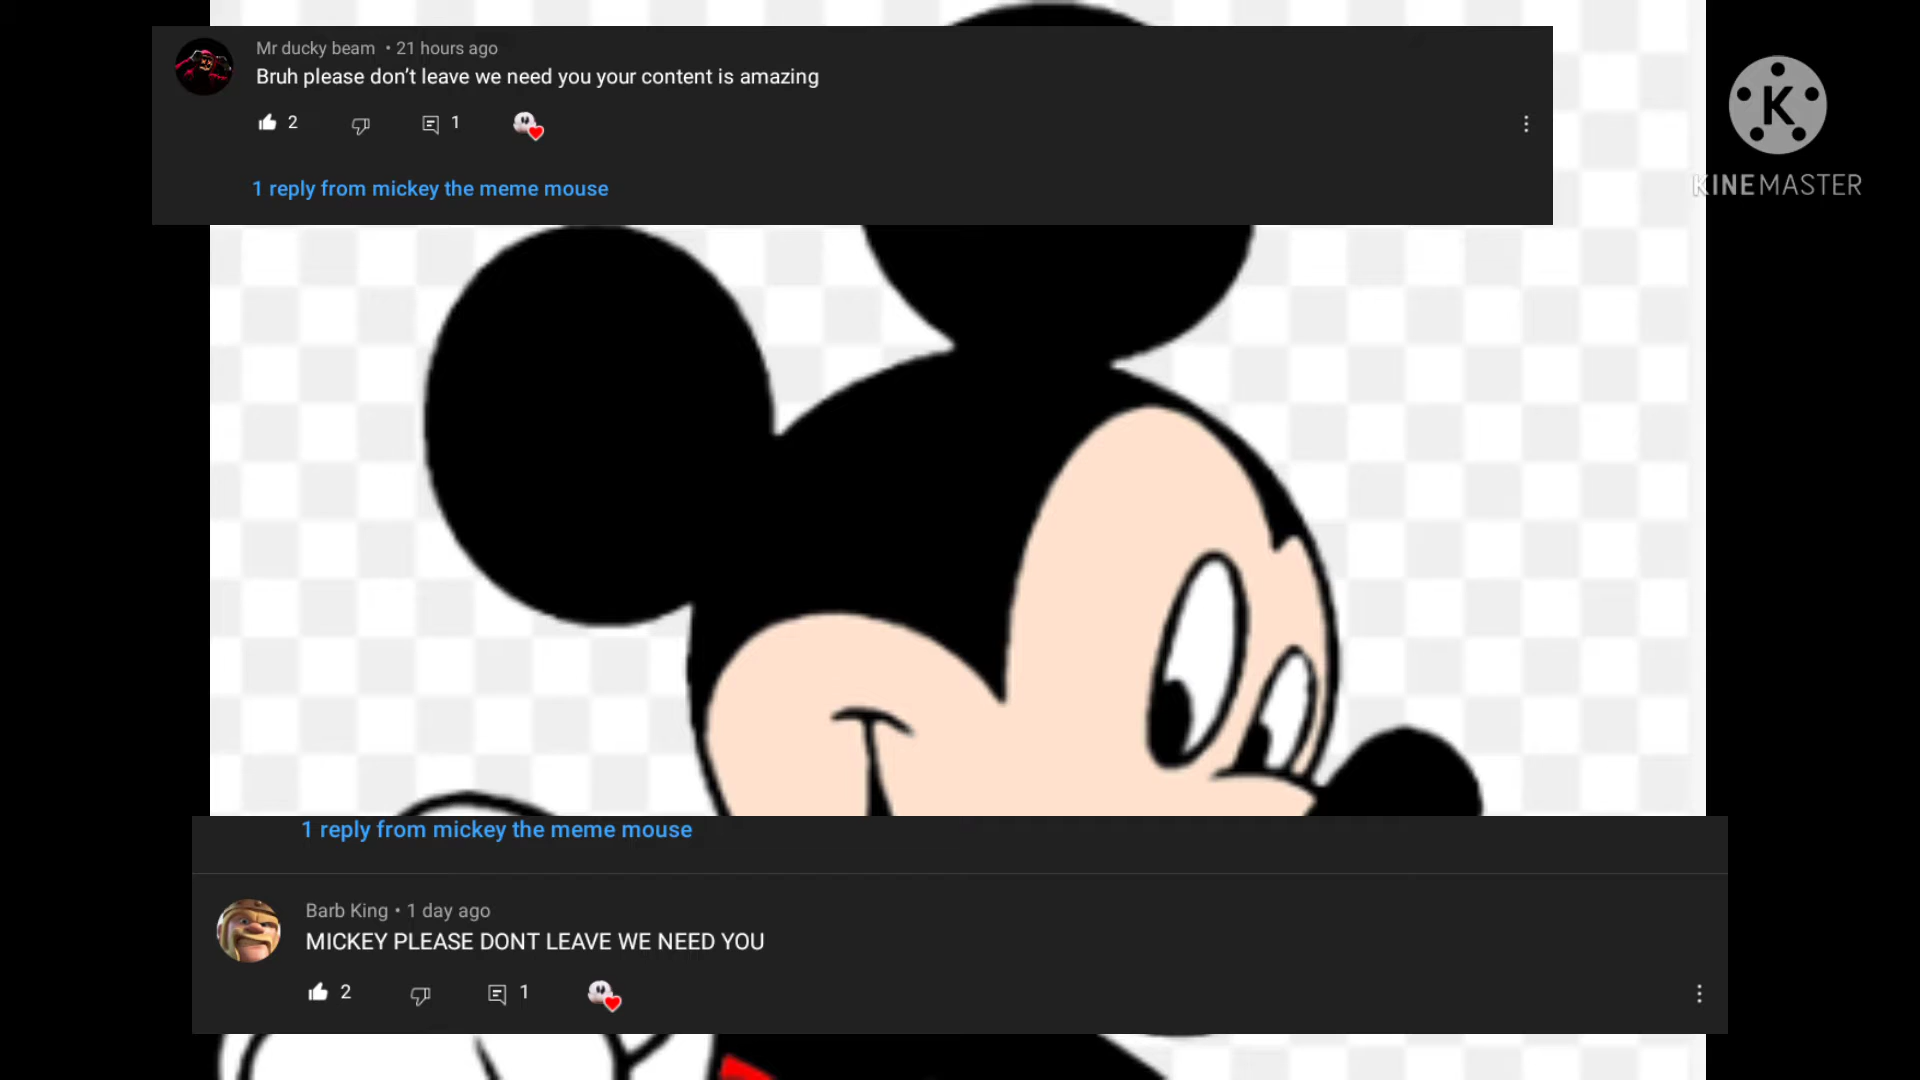 Mr ducky beam • 21 hours ago
Bruh please don’t leave we need you your content is amazing
2 1
1 reply from mickey the meme mouse
K
KINEMASTER
1 reply from mickey the meme mouse
Barb King • 1 day ago
MICKEY PLEASE DONT LEAVE WE NEED YOU
2 1